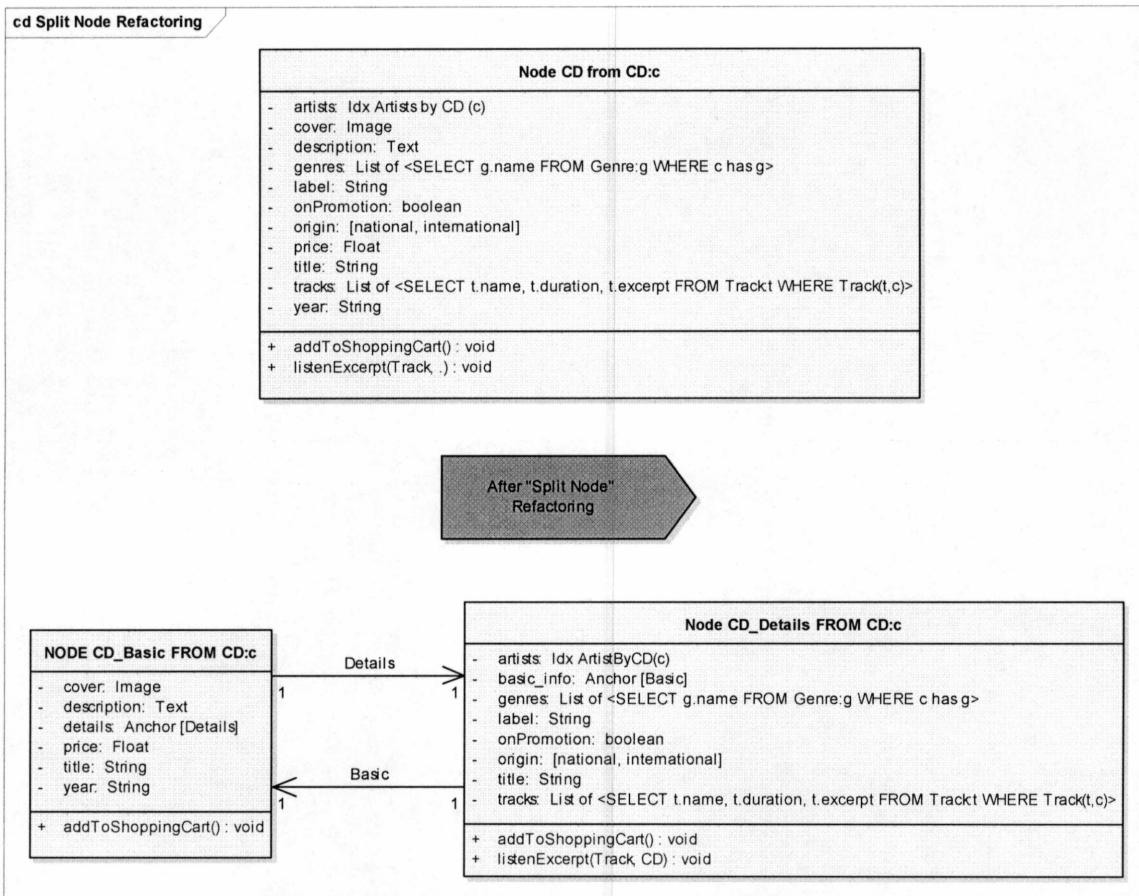 cd Split Node Refactoring
Node CD from CD:c
- artists: Idx Artists by CD (c)
- cover: Image
- description: Text
- genres: List of <SELECT g.name FROM Genre:g WHERE c has g>
- label: String
- onPromotion: boolean
- origin: [national, international]
- price: Float
- title: String
- tracks: List of <SELECT t.name, t.duration, t.excerpt FROM Track:t WHERE Track(t,c)>
- year: String
+ addToShoppingCart() : void
+ listenExcerpt(Track, .) : void
After "Split Node"
Refactoring
NODE CD_Basic FROM CD:c
- cover: Image
- description: Text
- details: Anchor [Details]
- price: Float
- title: String
- year: String
+ addToShoppingCart() : void
Details
1 1
Basic
1 1
Node CD_Details FROM CD:c
- artists: Idx ArtistByCD(c)
- basic_info: Anchor [Basic]
- genres: List of <SELECT g.name FROM Genre:g WHERE c has g>
- label: String
- onPromotion: boolean
- origin: [national, international]
- title: String
- tracks: List of <SELECT t.name, t.duration, t.excerpt FROM Track:t WHERE Track(t,c)>
+ addToShoppingCart() : void
+ listenExcerpt(Track, CD) : void